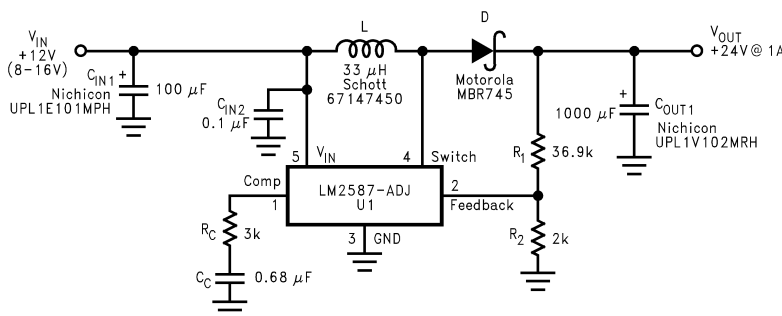 V_IN
+12V
(8-16V)
C_IN1
+
100 μF
Nichicon
UPL1E101MPH
C_IN2
0.1 μF
L
33 μH
Schott
67147450
D
Motorola
MBR745
V_OUT
+24V@ 1A
+
1000 μF
C_OUT1
Nichicon
UPL1V102MRH
R_1
36.9k
5
V_IN
4
Switch
Comp
1
LM2587-ADJ
U1
2
Feedback
3
GND
R_C
3k
C_C
0.68 μF
R_2
2k